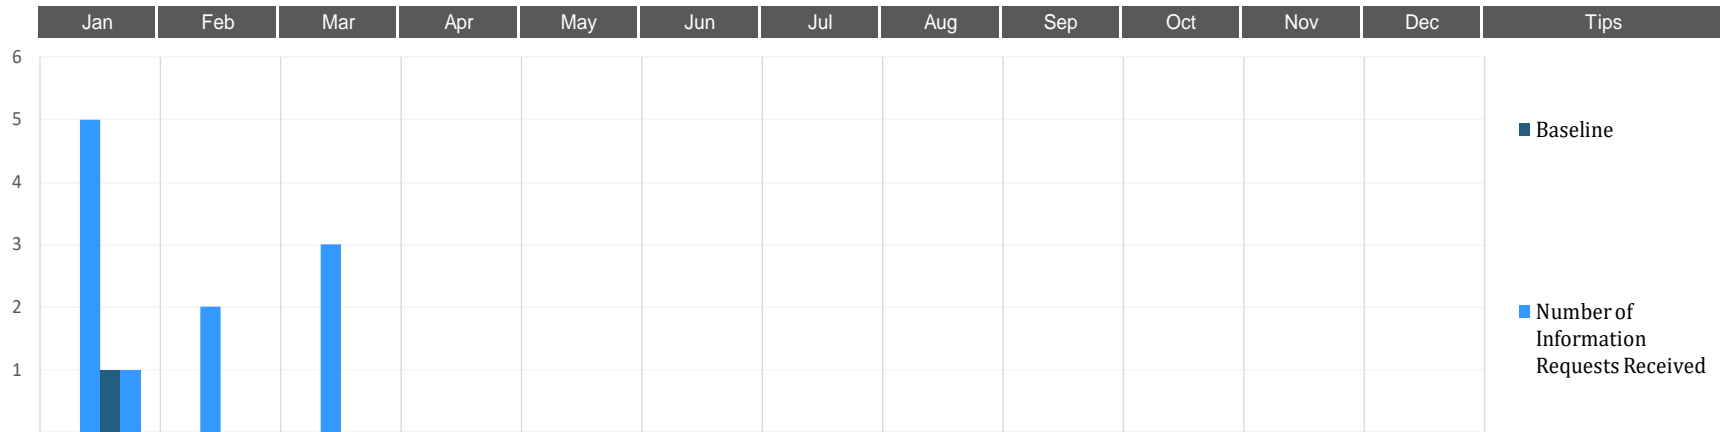 Jan Feb Mar Apr May Jun Jul Aug Sep Oct Nov Dec Tips
6
5
Baseline
4
3
2
Number of
Information
Requests Received
1